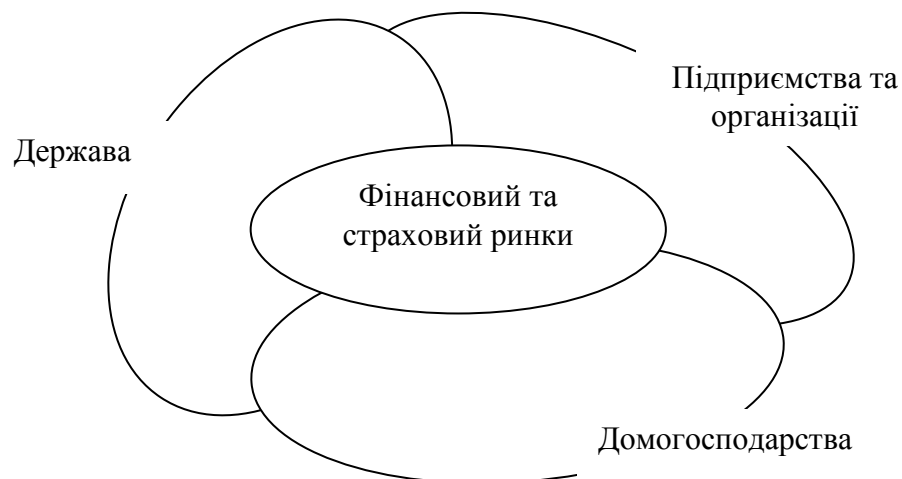 Підприємства та
організації
Держава
Фінансовий та
страховий ринки
Домогосподарства